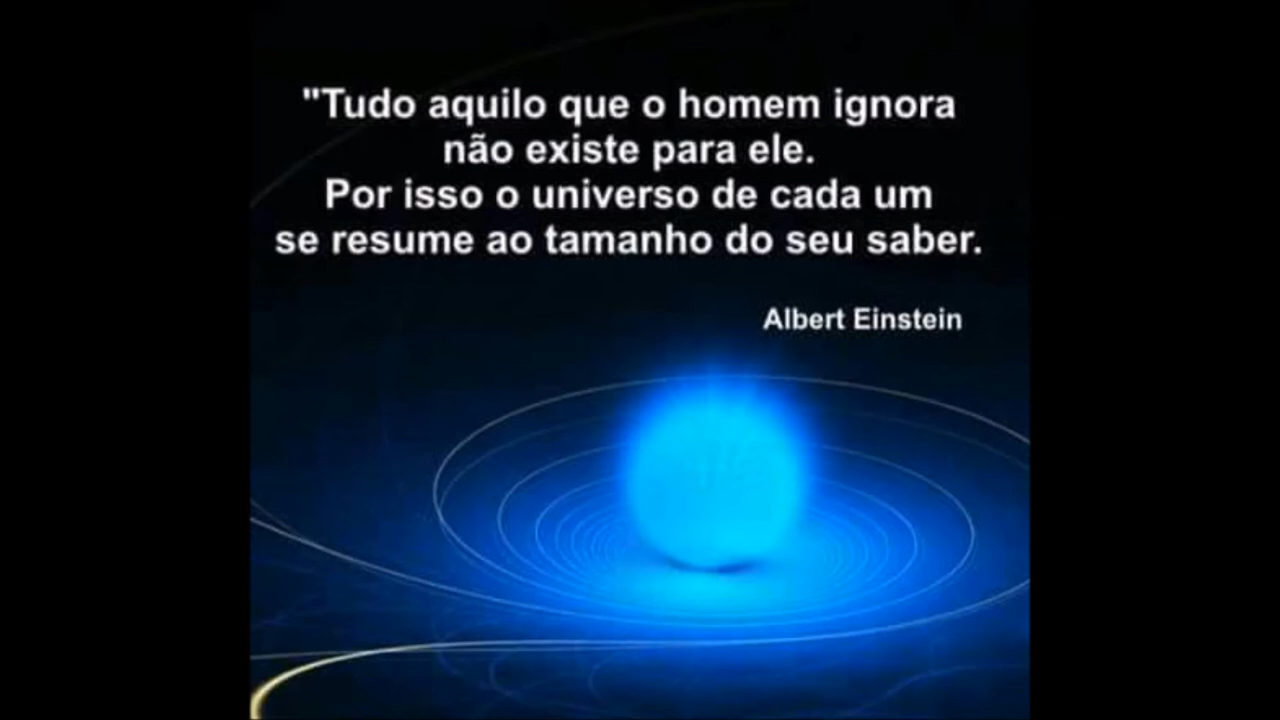 "Tudo aquilo que o homem ignora
não existe para ele.
Por isso o universo de cada um
se resume ao tamanho do seu saber.
Albert Einstein